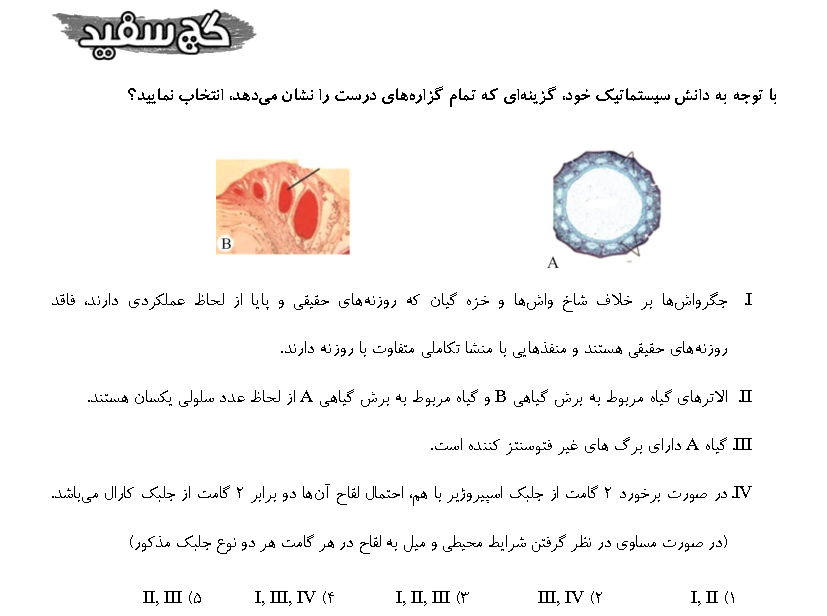 گچ سفید
با توجه به دانش سیستماتیک خود، گزینه‌ای که تمام گزاره‌های درست را نشان می‌دهد، انتخاب نمایید؟
B
A
I. جگرواش‌ها بر خلاف شاخ واش‌ها و خزه گیان که روزنه‌های حقیقی و پایا از لحاظ عملکردی دارند، فاقد
روزنه‌های حقیقی هستند و منفذهایی با منشا تکاملی متفاوت با روزنه دارند.
II. الاترهای گیاه مربوط به برش گیاهی B و گیاه مربوط به برش گیاهی A از لحاظ عدد سلولی یکسان هستند.
III. گیاه A دارای برگ های غیر فتوسنتز کننده است.
IV. در صورت برخورد ۲ گامت از جلبک اسپیروژیر با هم، احتمال لقاح آن‌ها دو برابر ۲ گامت از جلبک کارال می‌باشد.
(در صورت مساوی در نظر گرفتن شرایط محیطی و میل به لقاح در هر گامت هر دو نوع جلبک مذکور)
۱) I, II ۲) III, IV ۳) I, II, III ۴) I, III, IV ۵) II, III